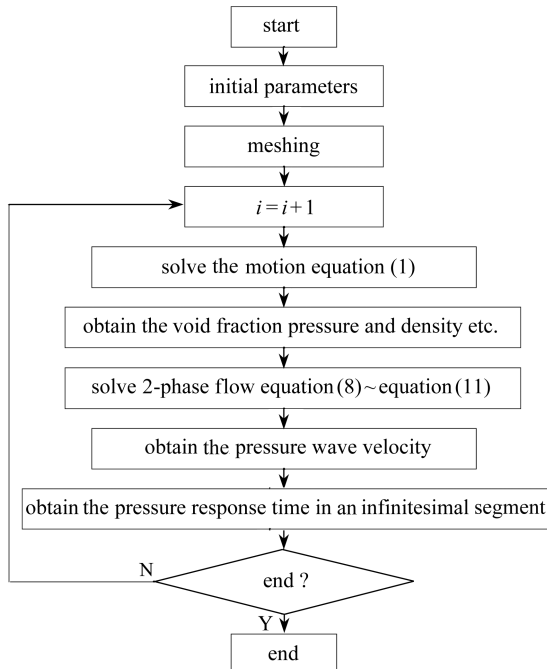 start
initial parameters
meshing
i = i + 1
solve the motion equation (1)
obtain the void fraction pressure and density etc.
solve 2-phase flow equation (8) ~ equation (11)
obtain the pressure wave velocity
obtain the pressure response time in an infinitesimal segment
N
end ?
Y
end